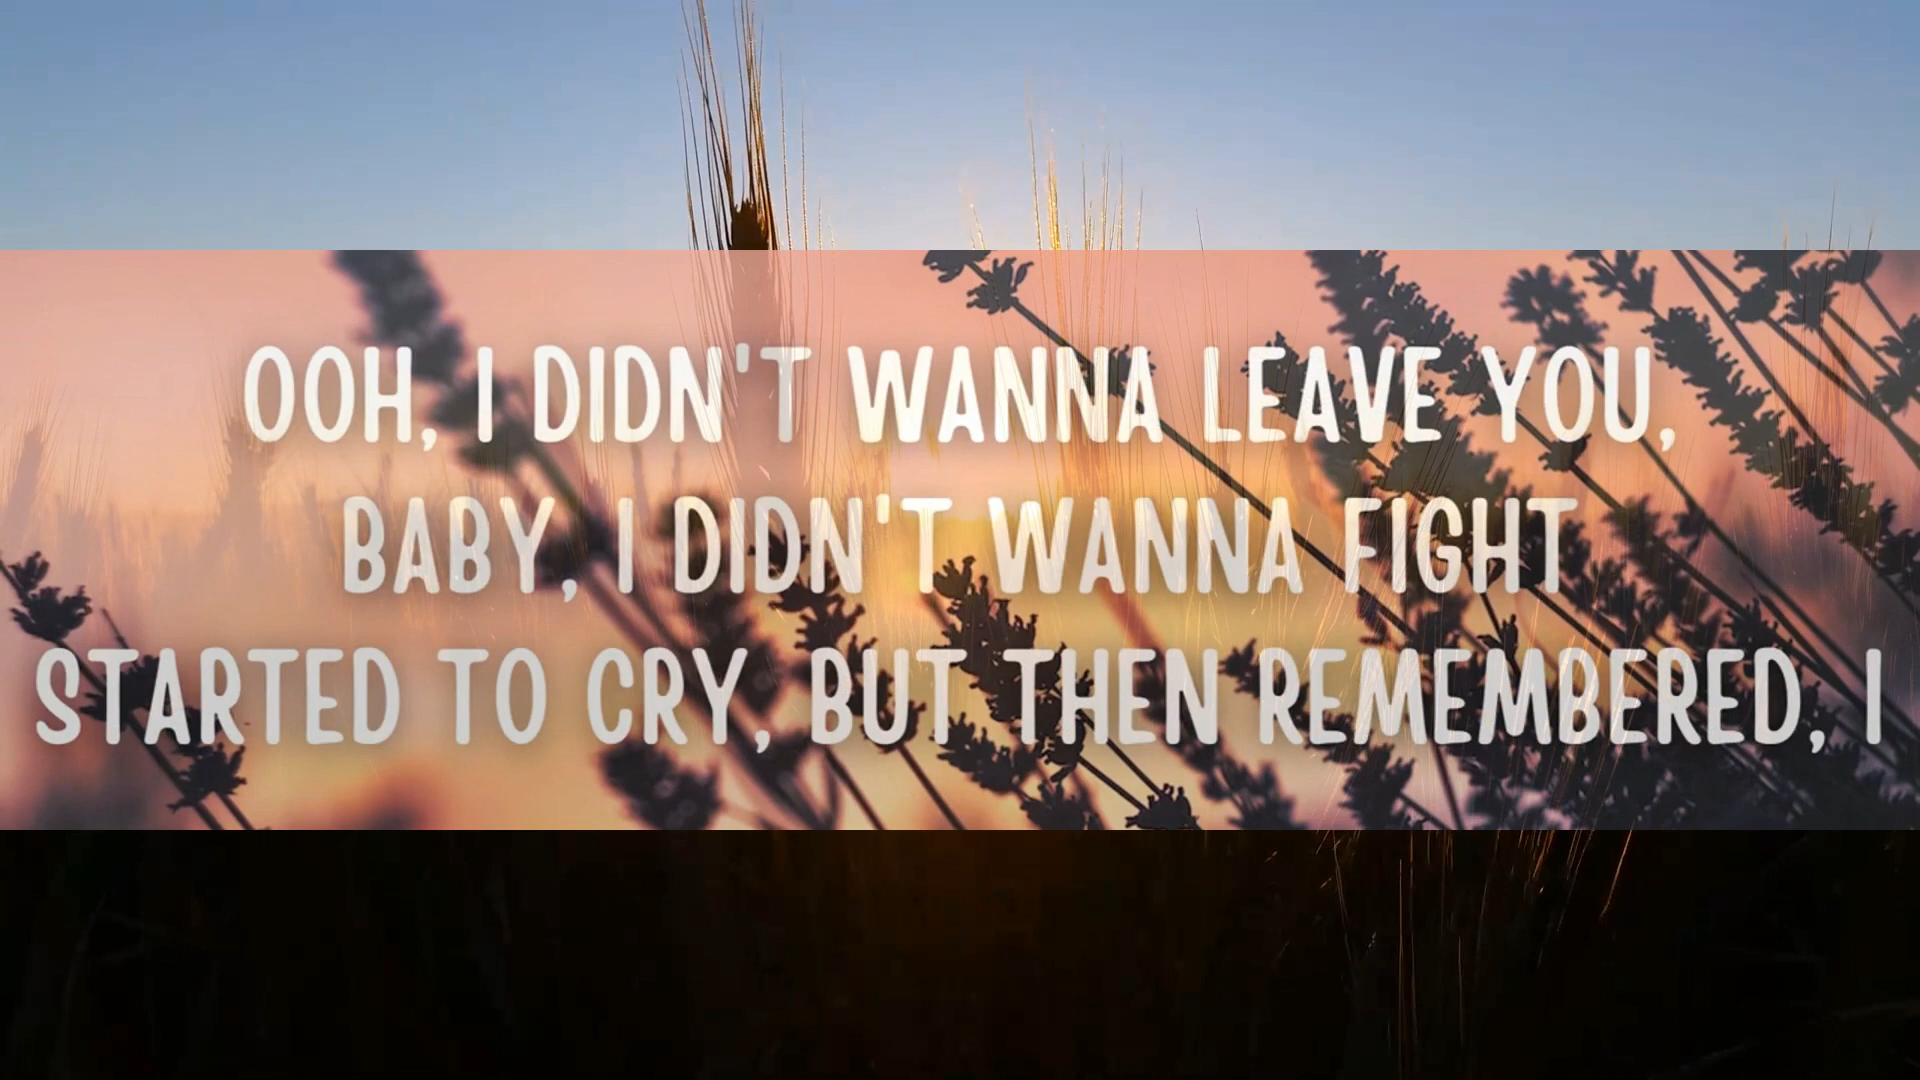 OOH, I DIDN'T WANNA LEAVE YOU,
BABY, I DIDN'T WANNA FIGHT
STARTED TO CRY, BUT THEN REMEMBERED, I